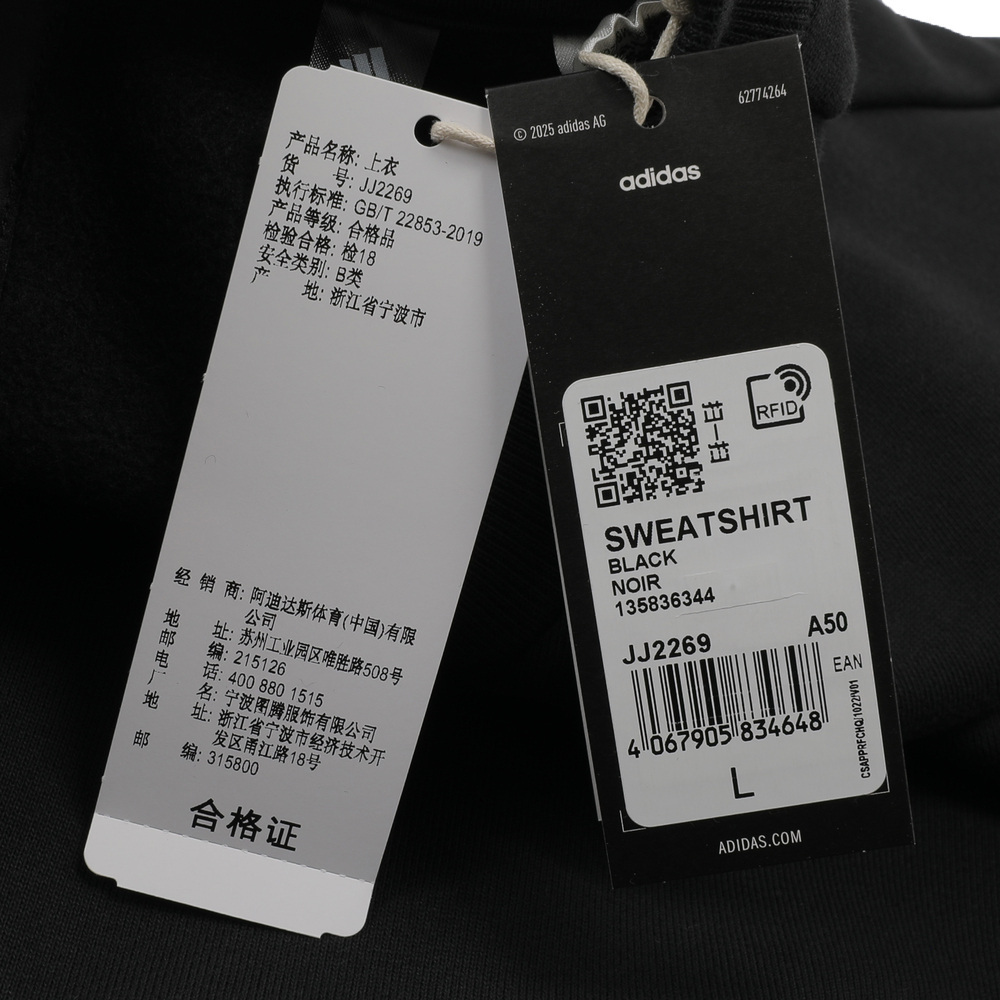 产品名称: 上衣
货 号: JJ2269
执行标准: GB/T 22853-2019
产品等级: 合格品
检验合格: 检18
安全类别: B类
产 地: 浙江省宁波市
经 销 商: 阿迪达斯体育(中国)有限
公司
地 址: 苏州工业园区唯胜路508号
邮 编: 215126
电 话: 400 880 1515
厂 名: 宁波图腾服饰有限公司
地 址: 浙江省宁波市经济技术开
发区甬江路18号
邮 编: 315800
合格证
62774264
© 2025 adidas AG
adidas
RFID
SWEATSHIRT
BLACK
NOIR
135836344
JJ2269 A50
EAN
4 067905 834648
CSAPPRFCHQ/1022/V01
L
ADIDAS.COM